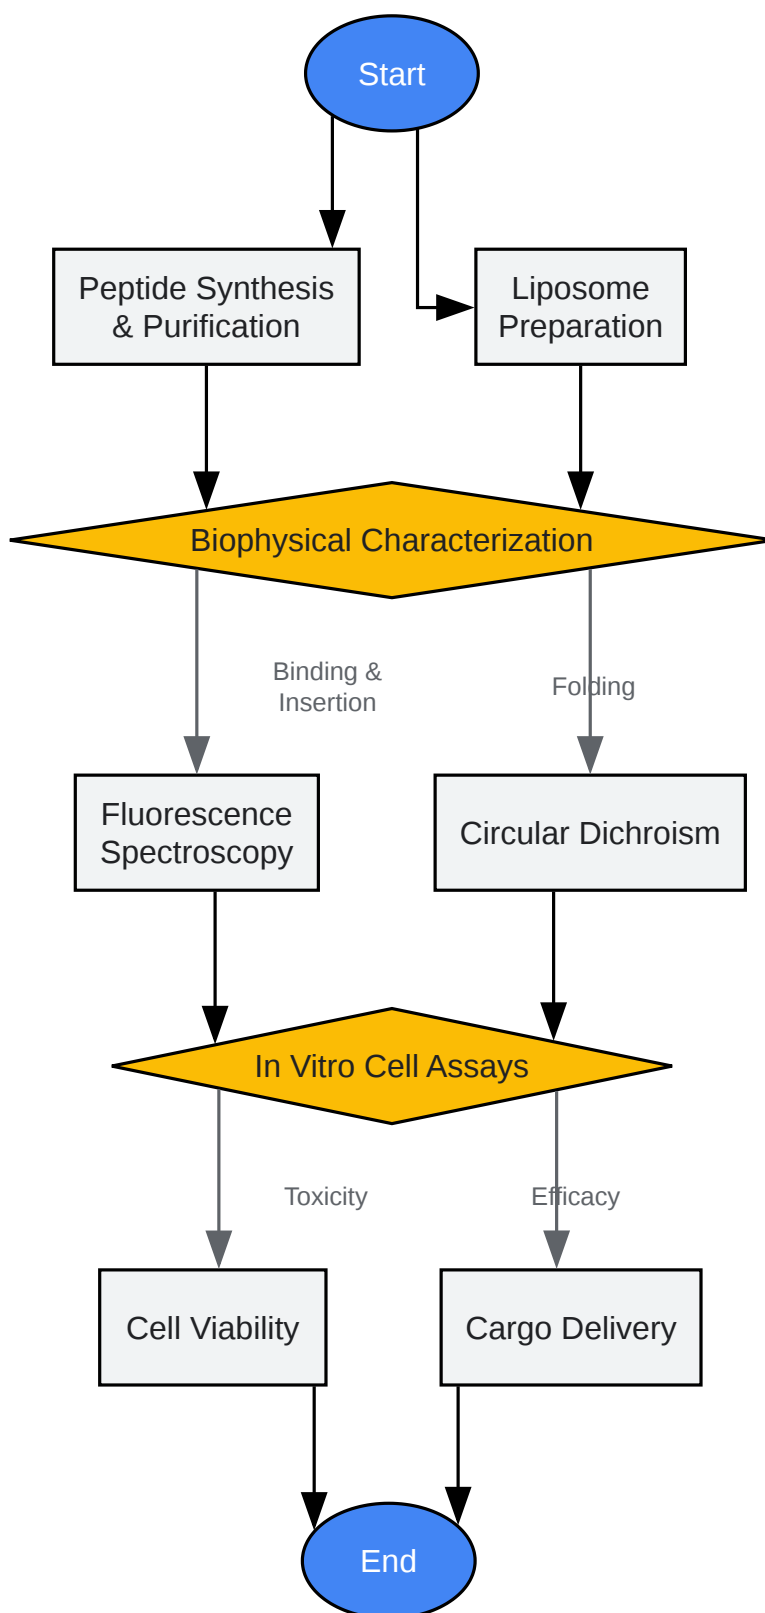 Start
Peptide Synthesis
& Purification
Liposome
Preparation
Biophysical Characterization
Binding &
Insertion
Folding
Fluorescence
Spectroscopy
Circular Dichroism
In Vitro Cell Assays
Toxicity
Efficacy
Cell Viability
Cargo Delivery
End